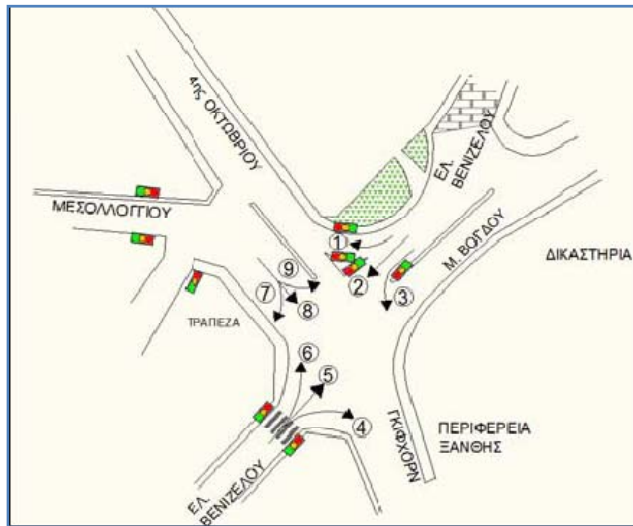 4ης ΟΚΤΩΒΡΙΟΥ
ΕΛ.
ΒΕΝΙΖΕΛΟΥ
ΜΕΣΟΛΛΟΓΓΙΟΥ
Μ. ΒΟΓΔΟΥ
ΔΙΚΑΣΤΗΡΙΑ
1
2
3
9
7
8
ΤΡΑΠΕΖΑ
6
5
4
ΓΚΙΦΧΟΡΝ
ΠΕΡΙΦΕΡΕΙΑ
ΞΑΝΘΗΣ
ΕΛ.
ΒΕΝΙΖΕΛΟΥ